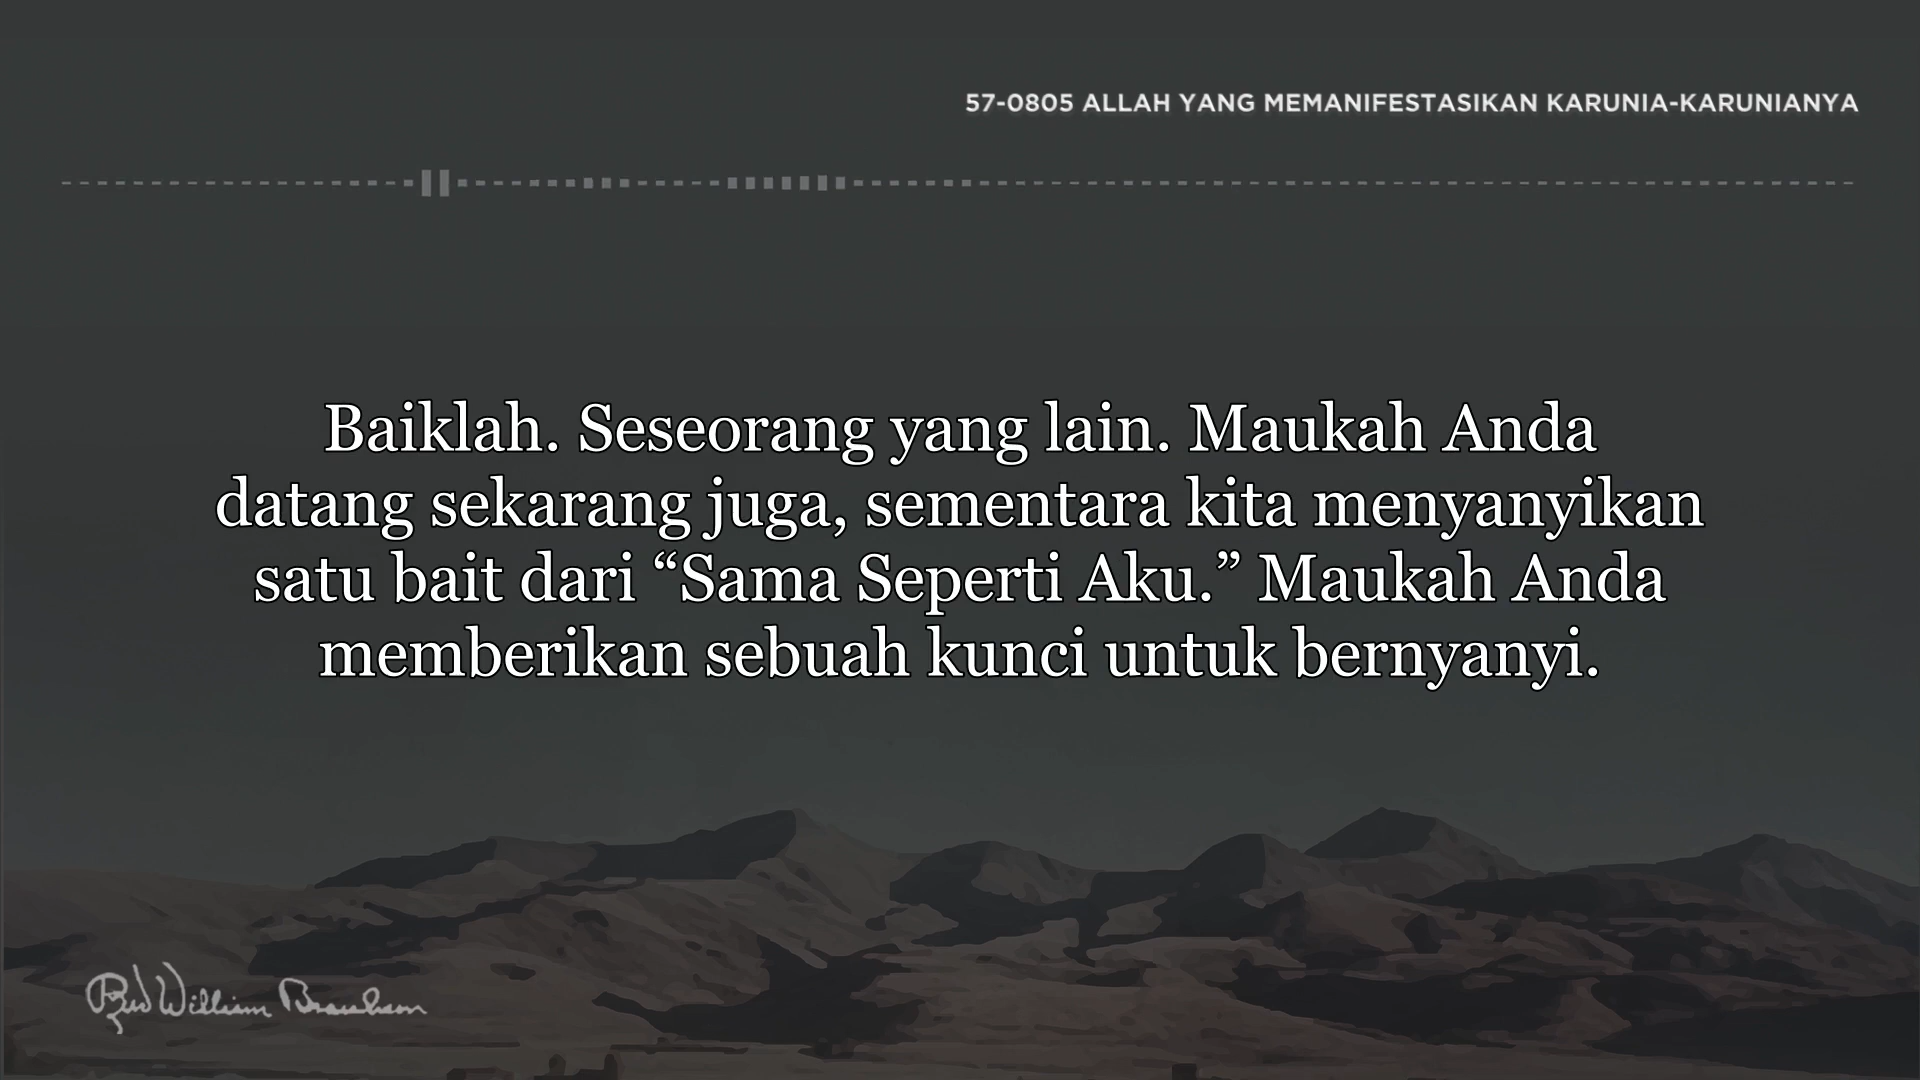 57-0805 ALLAH YANG MEMANIFESTASIKAN KARUNIA-KARUNIANYA
Baiklah. Seseorang yang lain. Maukah Anda
datang sekarang juga, sementara kita menyanyikan
satu bait dari “Sama Seperti Aku.” Maukah Anda
memberikan sebuah kunci untuk bernyanyi.
Rev William Branham